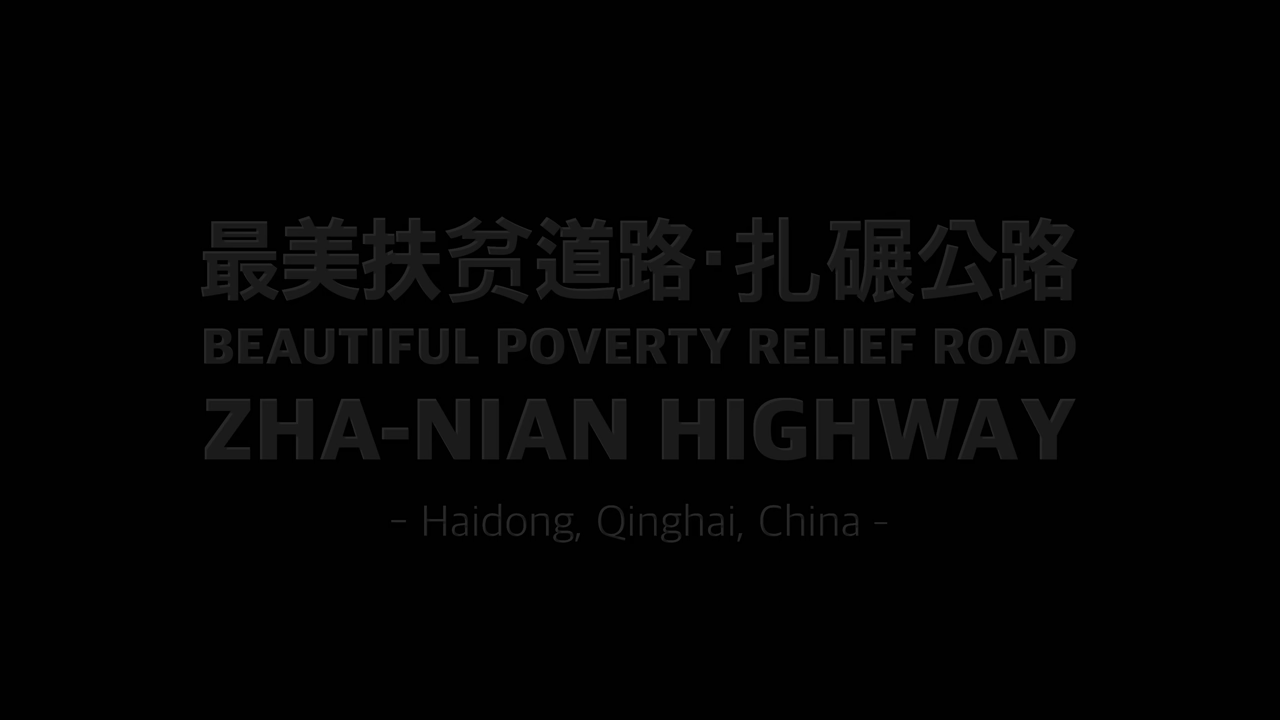 最美扶贫道路·扎碾公路
BEAUTIFUL POVERTY RELIEF ROAD
ZHA-NIAN HIGHWAY
- Haidong, Qinghai, China -